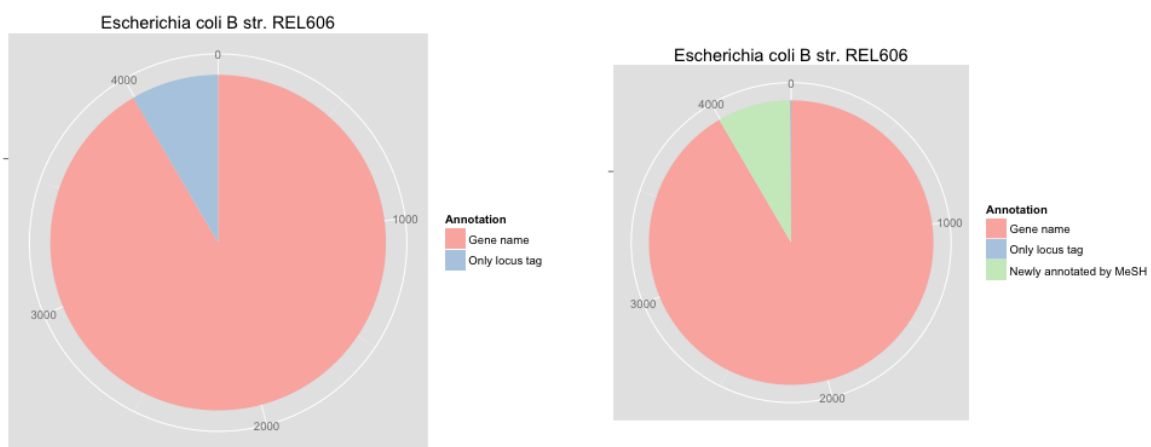 Escherichia coli B str. REL606
0
4000
1000
3000
2000
Annotation
Gene name
Only locus tag
Escherichia coli B str. REL606
0
4000
1000
3000
2000
Annotation
Gene name
Only locus tag
Newly annotated by MeSH